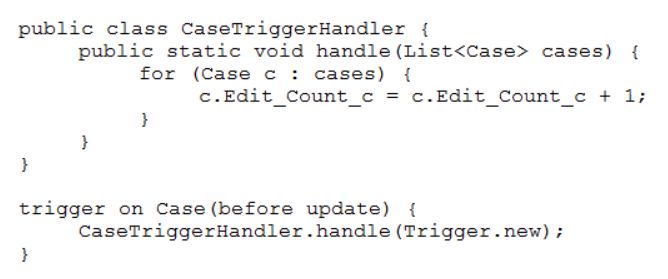 public class CaseTriggerHandler {
public static void handle(List<Case> cases) {
for (Case c : cases) {
c.Edit_Count_c = c.Edit_Count_c + 1;
}
}
}
trigger on Case(before update) {
CaseTriggerHandler.handle(Trigger.new);
}